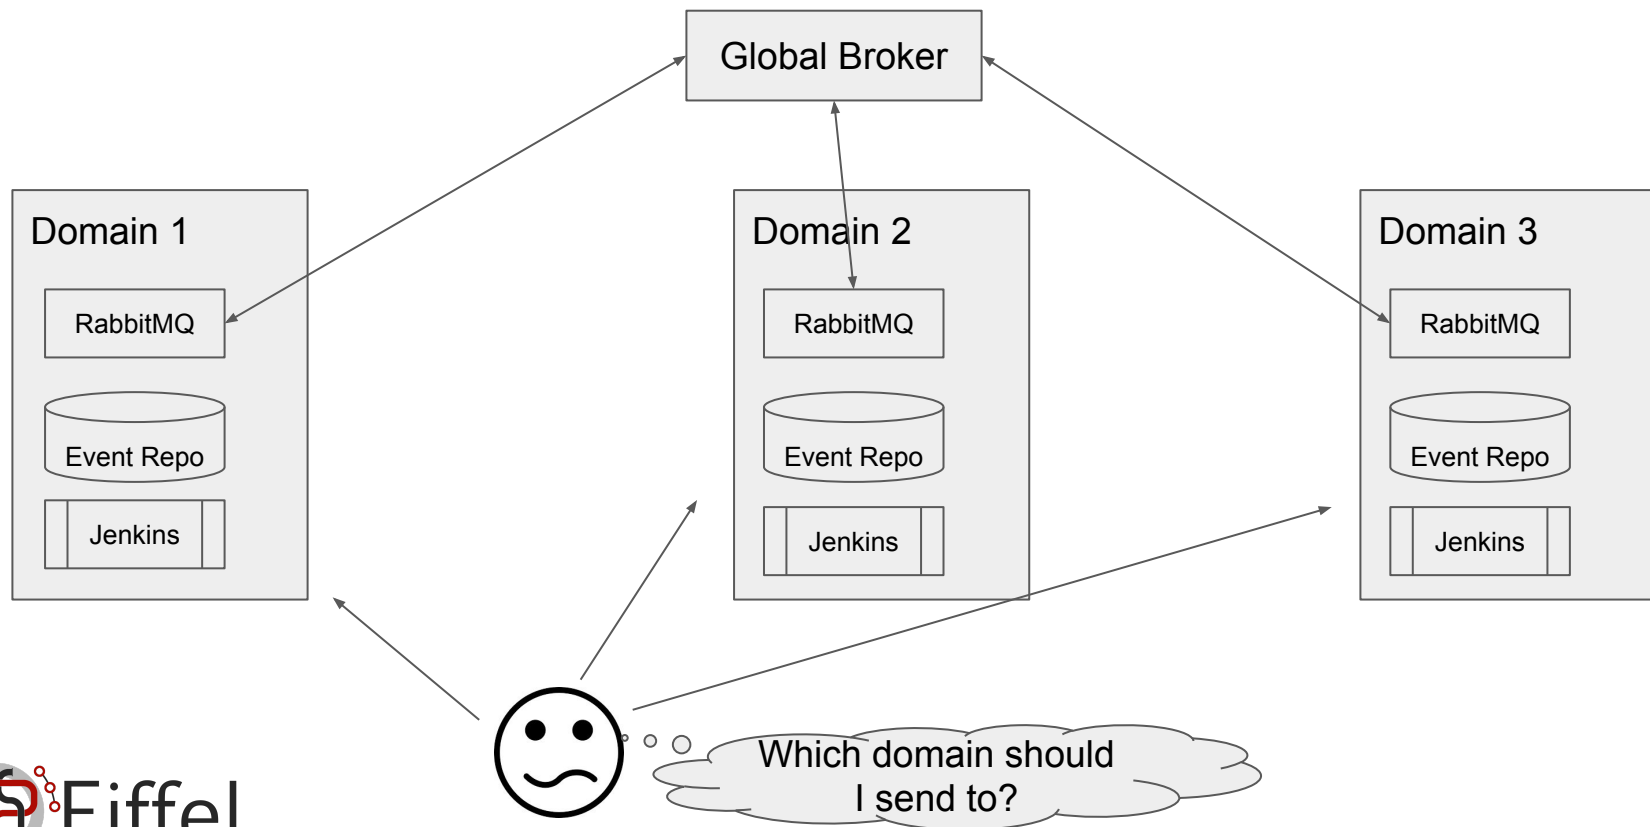 Global Broker
Domain 1
RabbitMQ
Event Repo
Jenkins
Domain 2
RabbitMQ
Event Repo
Jenkins
Domain 3
RabbitMQ
Event Repo
Jenkins
Which domain should
I send to?
Eiffel